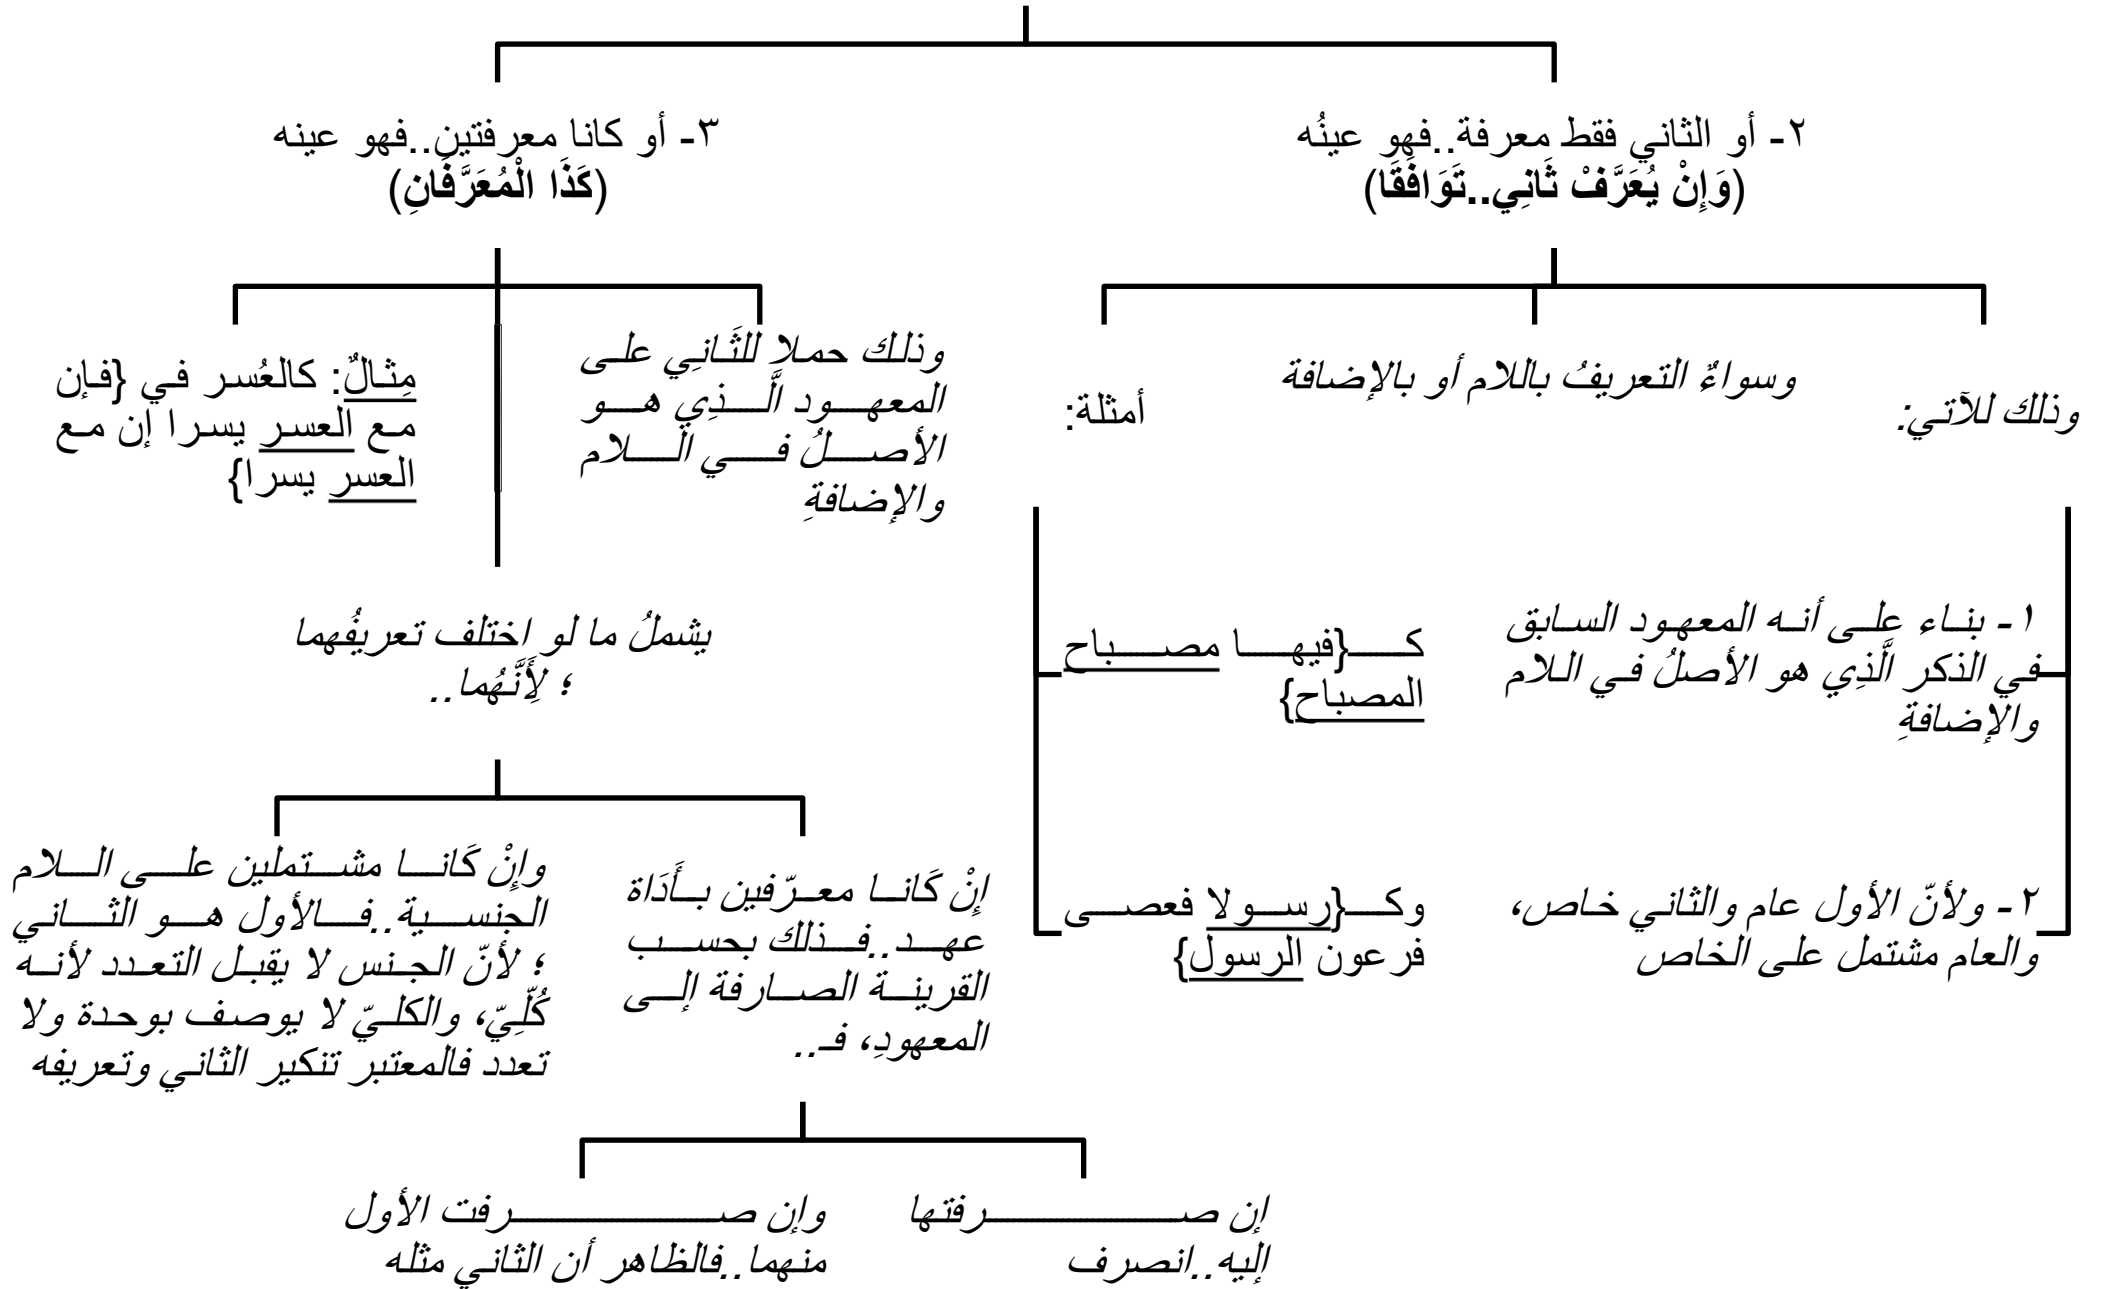 ٢- أو الثاني فقط معرفة..فهو عينُه
(وَإِنْ يُعَرَّفْ ثَانِي..تَوَافَقَا)
٣- أو كانا معرفتين..فهو عينه
(كَذَا الْمُعَرَّفَانِ)
وذلك للآتي:
وسواءٌ التعريفُ باللام أو بالإضافة
أمثلة:
١- بناء على أنه المعهود السابق
في الذكر الَّذِي هو الأصلُ في اللام
والإضافةِ
٢- ولأنّ الأول عام والثاني خاص،
والعام مشتمل على الخاص
كـ{فيها مصباح
المصباح}
وكـ{رسولا فعصى
فرعون الرسول}
وذلك حملا للثَانِي على
المعهود الَّذِي هو
الأصلُ في اللام
والإضافةِ
مِثالٌ: كالعُسر في {فإن
مع العسر يسرا إن مع
العسر يسرا}
يشملُ ما لو اختلف تعريفُهما
؛ لِأَنَّهُما..
إنْ كَانا معرّفين بأَدَاة
عهد..فذلك بحسب
القرينة الصارفة إلى
المعهودِ، فـ..
وإنْ كَانا مشتملين على اللام
الجنسية..فالأول هو الثاني
؛ لأنّ الجنس لا يقبل التعدد لأنه
كُلِّيّ، والكليّ لا يوصف بوحدة ولا
تعدد فالمعتبر تنكير الثاني وتعريفه
إن صرفتها
إليه..انصرف
وإن صرفت الأول
منهما..فالظاهر أن الثاني مثله